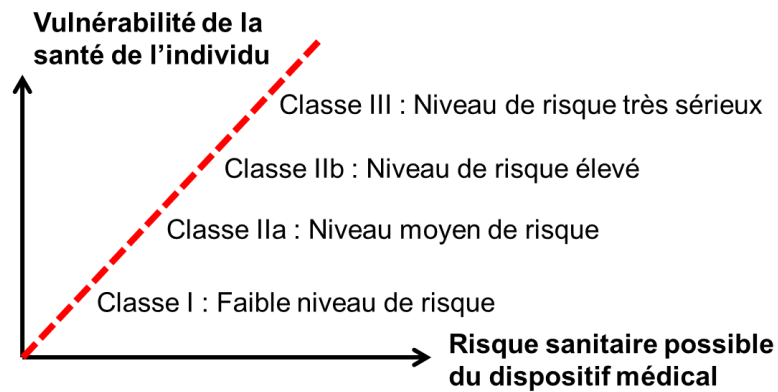 Vulnérabilité de la
santé de l’individu
Classe III : Niveau de risque très sérieux
Classe IIb : Niveau de risque élevé
Classe IIa : Niveau moyen de risque
Classe I : Faible niveau de risque
Risque sanitaire possible
du dispositif médical